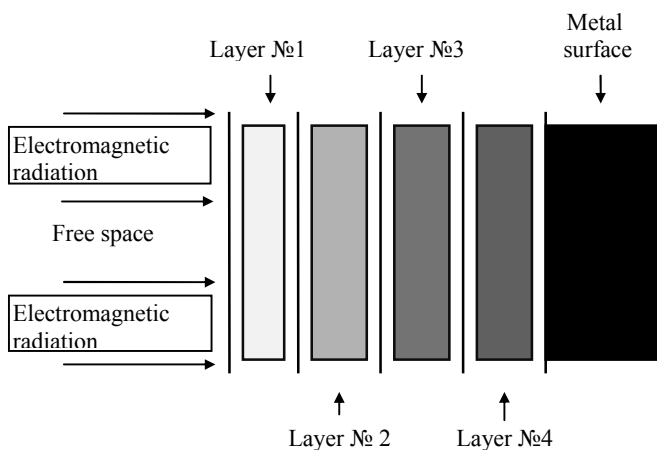 Metal
surface
Layer №1
Layer №3
Electromagnetic
radiation
Free space
Electromagnetic
radiation
Layer № 2
Layer №4